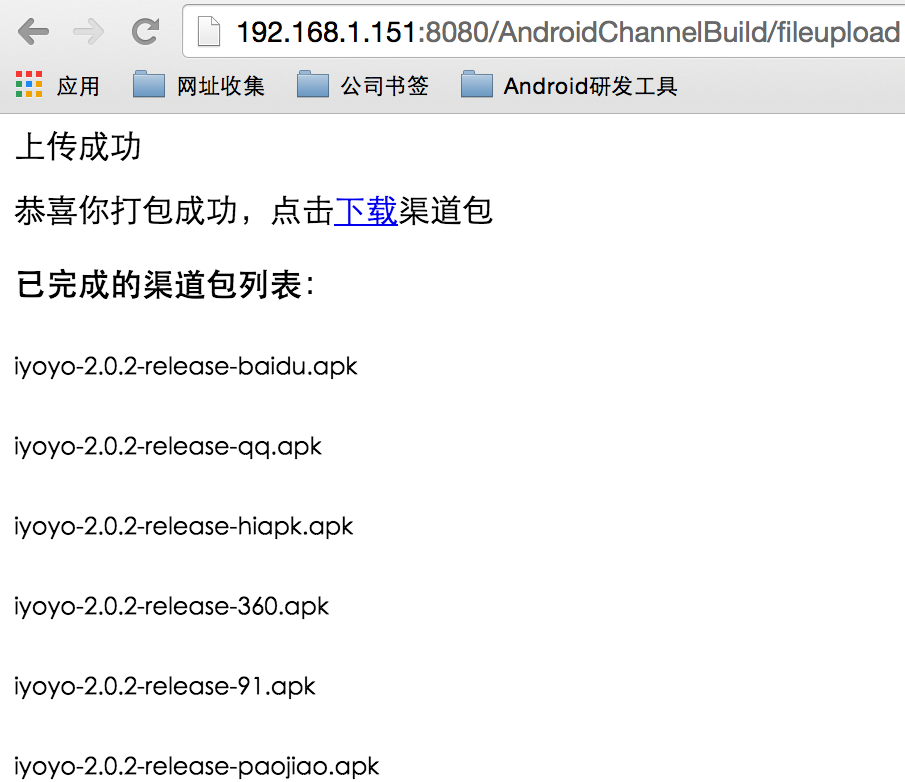 192.168.1.151:8080/AndroidChannelBuild/fileupload
应用 网址收集 公司书签 Android研发工具
上传成功
恭喜你打包成功，点击下载渠道包
已完成的渠道包列表：
iyoyo-2.0.2-release-baidu.apk
iyoyo-2.0.2-release-qq.apk
iyoyo-2.0.2-release-hiapk.apk
iyoyo-2.0.2-release-360.apk
iyoyo-2.0.2-release-91.apk
iyoyo-2.0.2-release-paojiao.apk